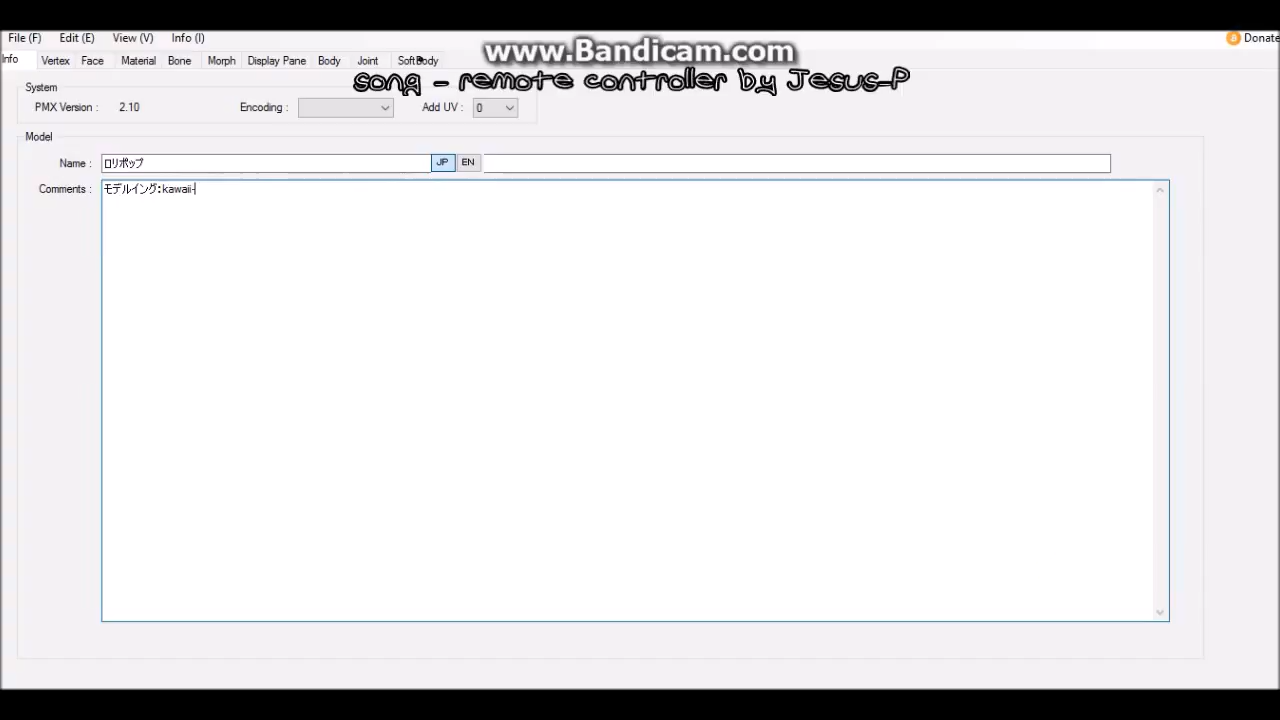 www.Bandicam.com
File (F) Edit (E) View (V) Info (I) Donate
Info Vertex Face Material Bone Morph Display Pane Body Joint SoftBody
song - remote controller by Jesus-P
System
PMX Version : 2.10 Encoding : Add UV : 0
Model
Name : ロリポップ JP EN
Comments : モデルイング:kawaii-